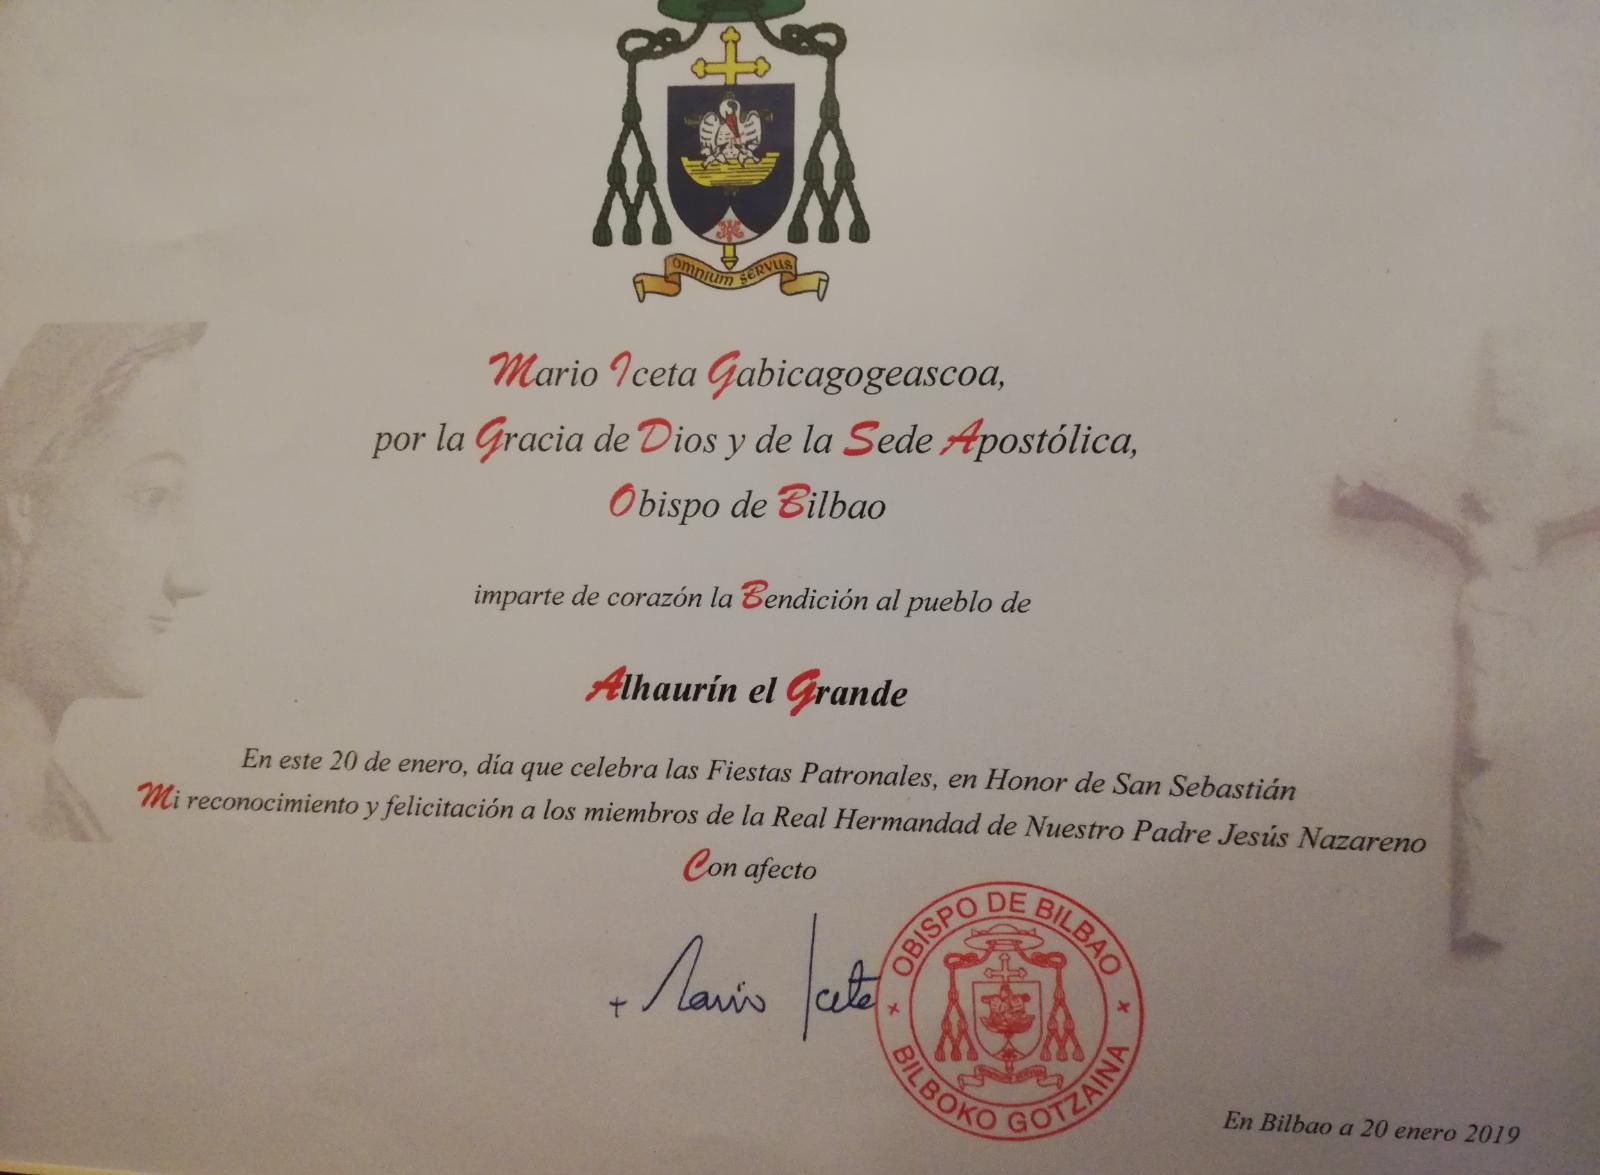 OMNIUM SERVUS
Mario Iceta Gabicagogeascoa,
por la Gracia de Dios y de la Sede Apostólica,
Obispo de Bilbao
imparte de corazón la Bendición al pueblo de
Alhaurín el Grande
En este 20 de enero, día que celebra las Fiestas Patronales, en Honor de San Sebastián
Mi reconocimiento y felicitación a los miembros de la Real Hermandad de Nuestro Padre Jesús Nazareno
Con afecto
+ Mario Iceta
OBISPO DE BILBAO
BILBOKO GOTZAINA
En Bilbao a 20 enero 2019